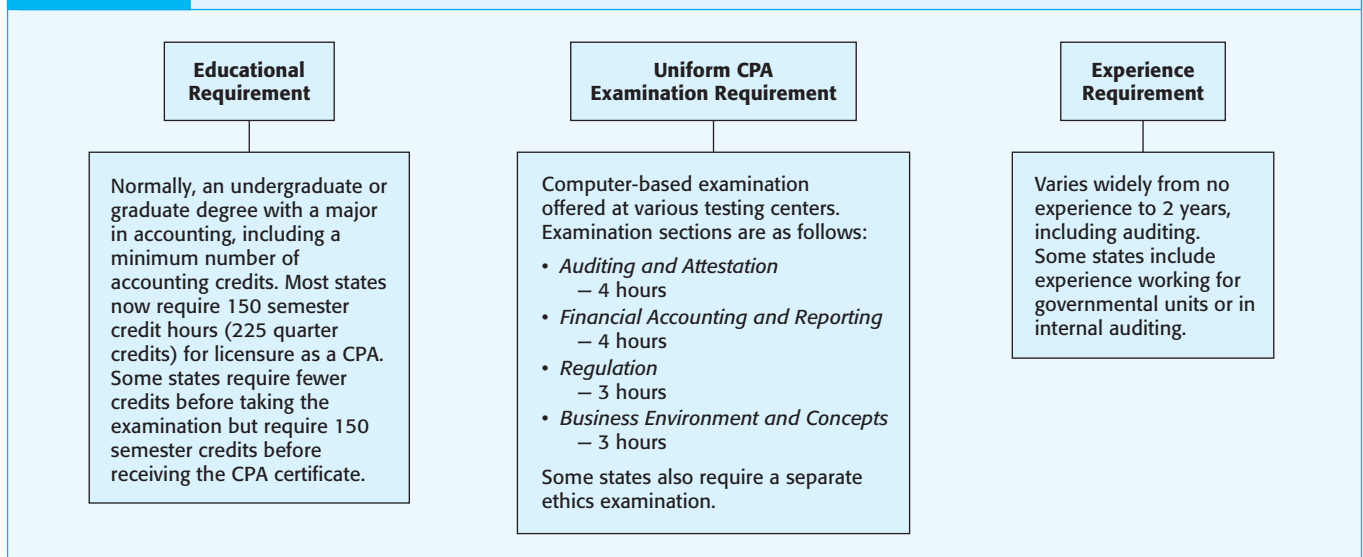 Educational
Requirement
Normally, an undergraduate or
graduate degree with a major
in accounting, including a
minimum number of
accounting credits. Most states
now require 150 semester
credit hours (225 quarter
credits) for licensure as a CPA.
Some states require fewer
credits before taking the
examination but require 150
semester credits before
receiving the CPA certificate.
Uniform CPA
Examination Requirement
Computer-based examination
offered at various testing centers.
Examination sections are as follows:
• Auditing and Attestation
— 4 hours
• Financial Accounting and Reporting
— 4 hours
• Regulation
— 3 hours
• Business Environment and Concepts
— 3 hours
Some states also require a separate
ethics examination.
Experience
Requirement
Varies widely from no
experience to 2 years,
including auditing.
Some states include
experience working for
governmental units or in
internal auditing.